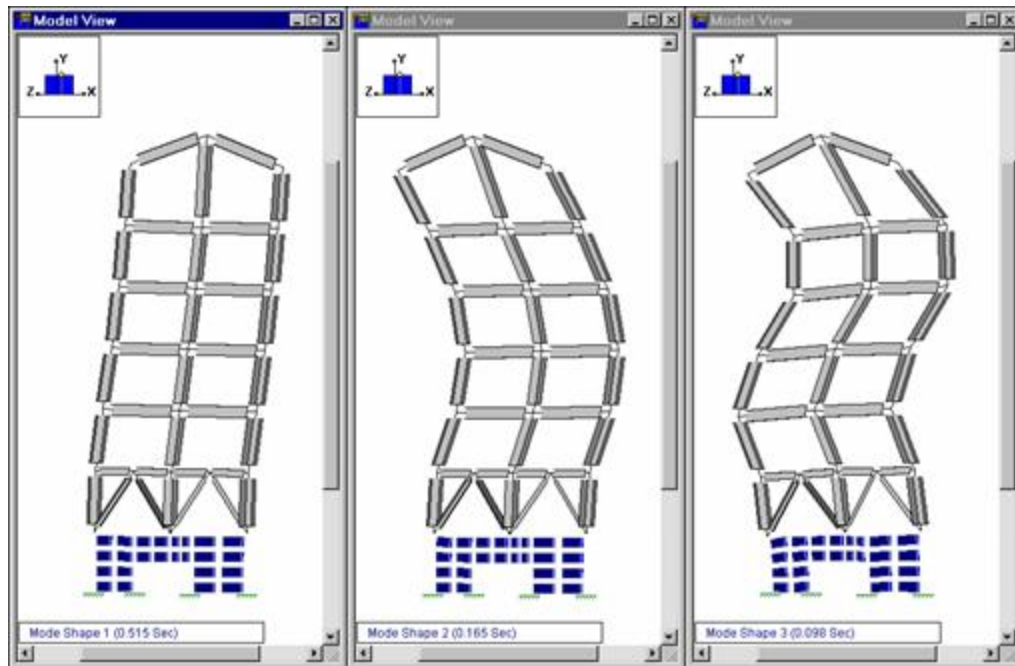 Model View
Y
Z X
Mode Shape 1 (0.515 Sec)
Model View
Y
Z X
Mode Shape 2 (0.165 Sec)
Model View
Y
Z X
Mode Shape 3 (0.098 Sec)